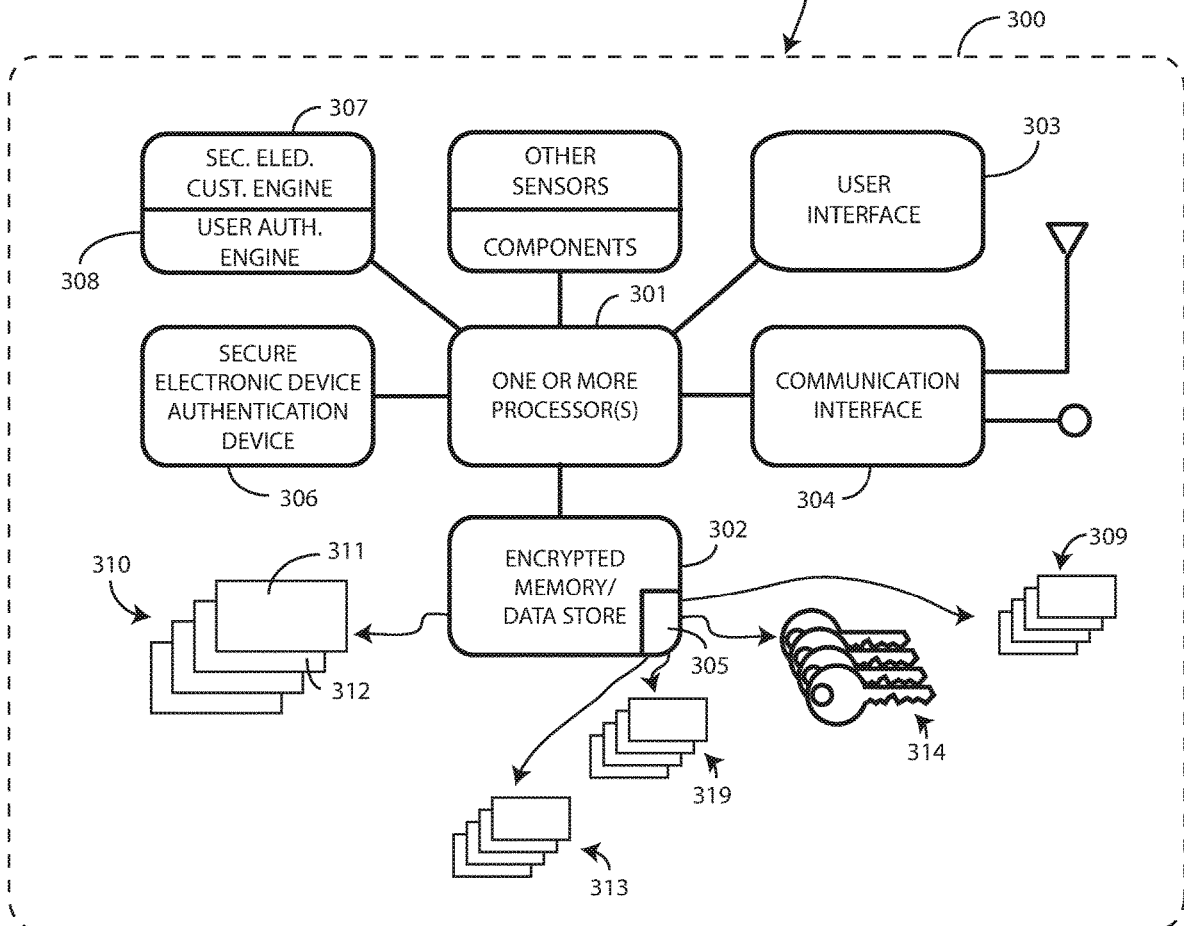 300
307
SEC. ELED.
CUST. ENGINE
USER AUTH.
ENGINE
308
OTHER
SENSORS
COMPONENTS
303
USER
INTERFACE
301
SECURE
ELECTRONIC DEVICE
AUTHENTICATION
DEVICE
306
ONE OR MORE
PROCESSOR(S)
COMMUNICATION
INTERFACE
304
302
ENCRYPTED
MEMORY/
DATA STORE
305
309
310
311
312
314
319
313